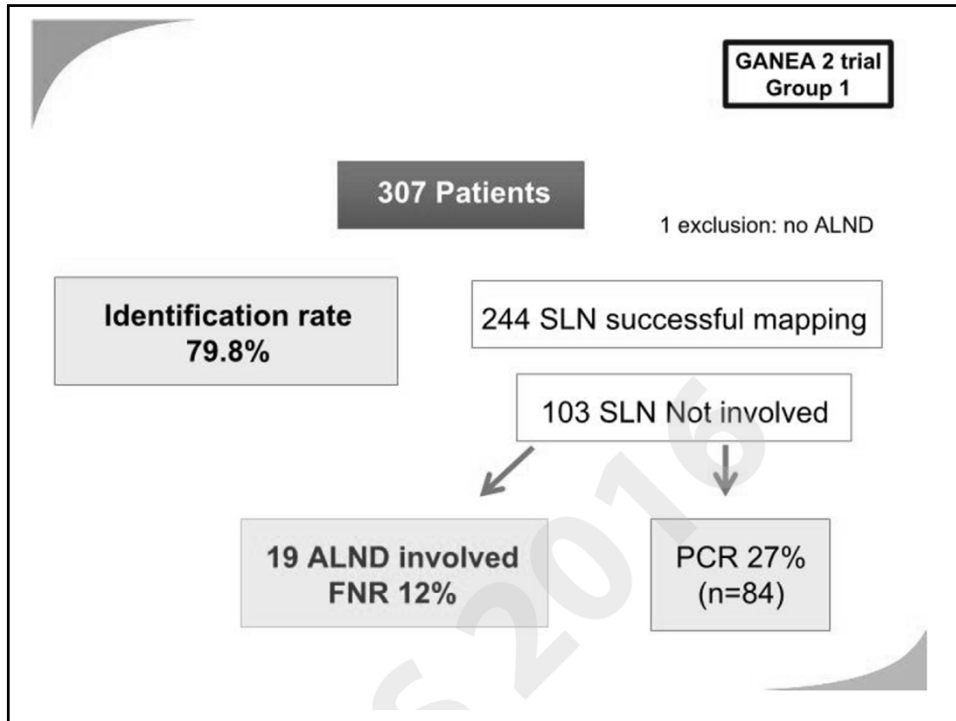 GANEA 2 trial
Group 1
307 Patients
1 exclusion: no ALND
Identification rate
79.8%
244 SLN successful mapping
103 SLN Not involved
19 ALND involved
FNR 12%
PCR 27%
(n=84)
S 2016